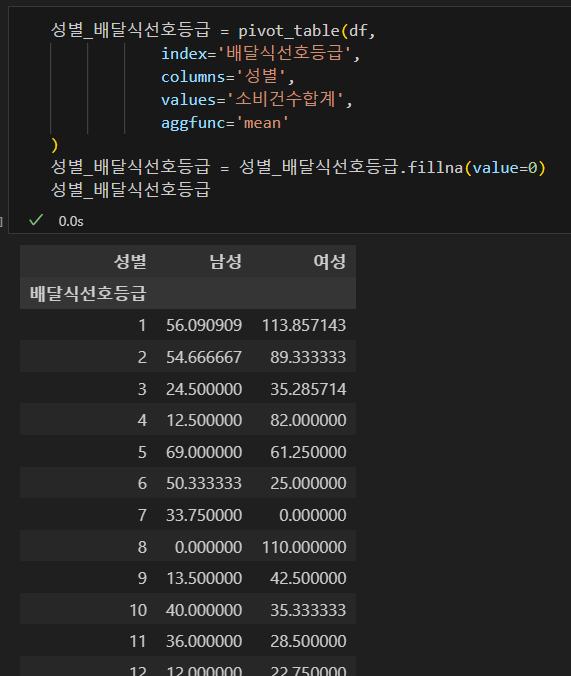 성별_배달식선호등급 = pivot_table(df,
index='배달식선호등급',
columns='성별',
values='소비건수합계',
aggfunc='mean'
)
성별_배달식선호등급 = 성별_배달식선호등급.fillna(value=0)
성별_배달식선호등급
] ✓ 0.0s
성별 남성 여성
배달식선호등급
1 56.090909 113.857143
2 54.666667 89.333333
3 24.500000 35.285714
4 12.500000 82.000000
5 69.000000 61.250000
6 50.333333 25.000000
7 33.750000 0.000000
8 0.000000 110.000000
9 13.500000 42.500000
10 40.000000 35.333333
11 36.000000 28.500000
12 12.000000 22.750000